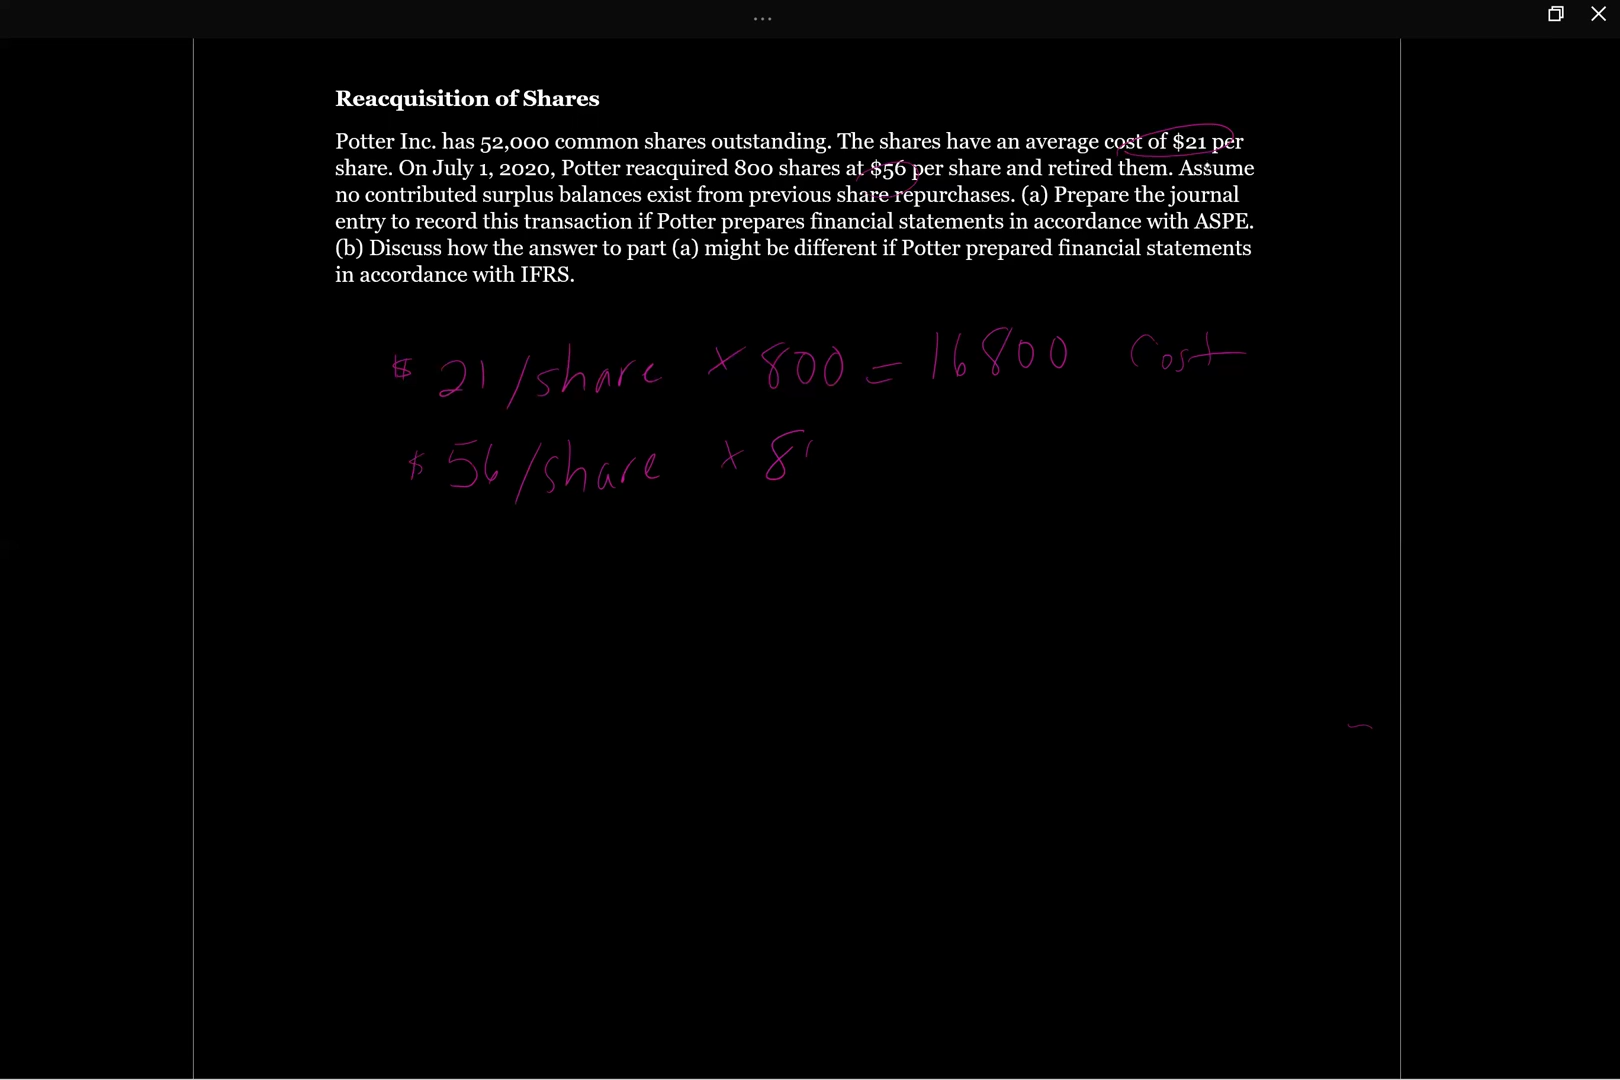 Reacquisition of Shares
Potter Inc. has 52,000 common shares outstanding. The shares have an average cost of $21 per
share. On July 1, 2020, Potter reacquired 800 shares at $56 per share and retired them. Assume
no contributed surplus balances exist from previous share repurchases. (a) Prepare the journal
entry to record this transaction if Potter prepares financial statements in accordance with ASPE.
(b) Discuss how the answer to part (a) might be different if Potter prepared financial statements
in accordance with IFRS.
$ 21/share × 800 = 16800 Cost
$ 56/share × 8